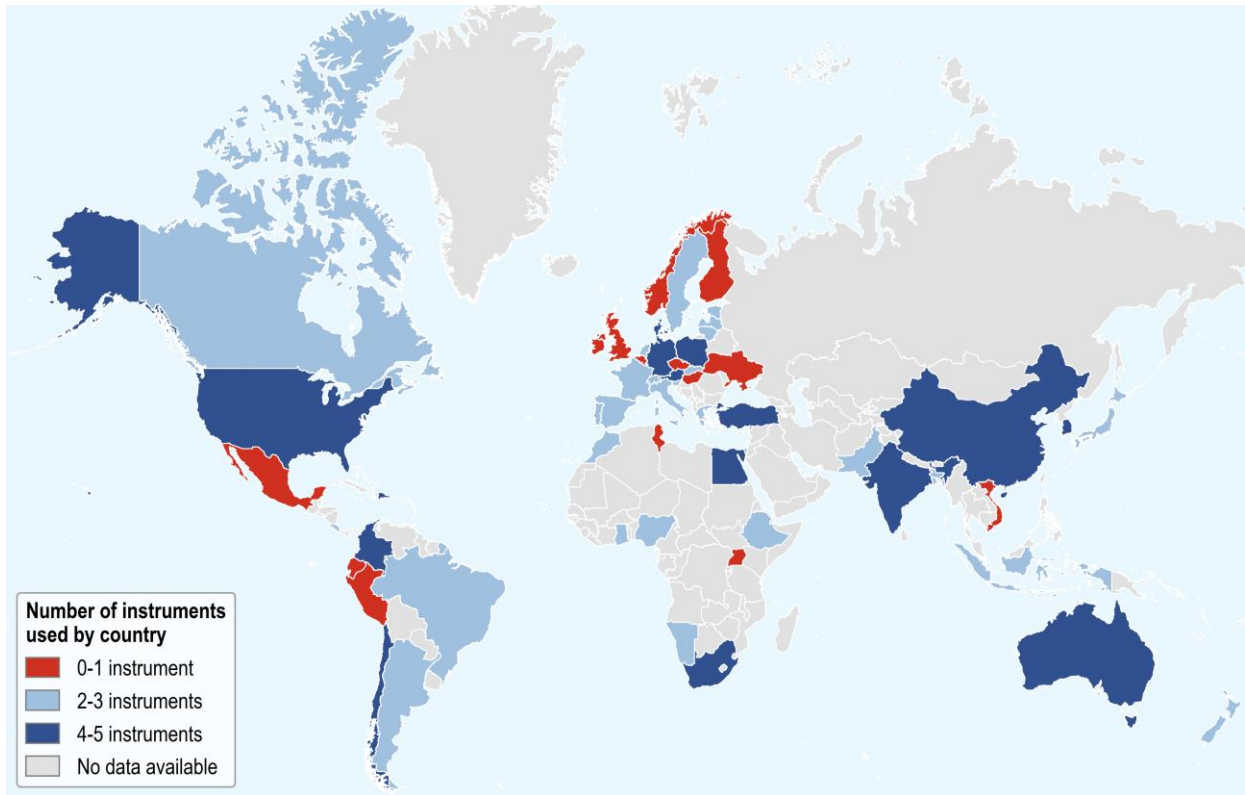 Number of instruments
used by country
0-1 instrument
2-3 instruments
4-5 instruments
No data available